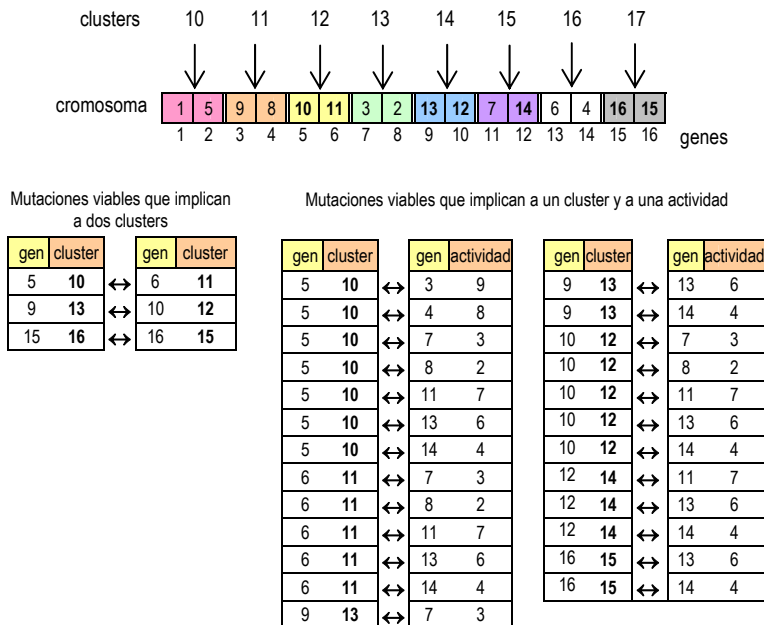 clusters 10 11 12 13 14 15 16 17
cromosoma 1 5 9 8 10 11 3 2 13 12 7 14 6 4 16 15
1 2 3 4 5 6 7 8 9 10 11 12 13 14 15 16 genes
Mutaciones viables que implican
a dos clusters
gen cluster gen cluster
5 10 ↔ 6 11
9 13 ↔ 10 12
15 16 ↔ 16 15
Mutaciones viables que implican a un cluster y a una actividad
gen cluster gen actividad
5 10 ↔ 3 9
5 10 ↔ 4 8
5 10 ↔ 7 3
5 10 ↔ 8 2
5 10 ↔ 11 7
5 10 ↔ 13 6
5 10 ↔ 14 4
6 11 ↔ 7 3
6 11 ↔ 8 2
6 11 ↔ 11 7
6 11 ↔ 13 6
6 11 ↔ 14 4
9 13 ↔ 7 3
gen cluster gen actividad
9 13 ↔ 13 6
9 13 ↔ 14 4
10 12 ↔ 7 3
10 12 ↔ 8 2
10 12 ↔ 11 7
10 12 ↔ 13 6
10 12 ↔ 14 4
12 14 ↔ 11 7
12 14 ↔ 13 6
12 14 ↔ 14 4
16 15 ↔ 13 6
16 15 ↔ 14 4